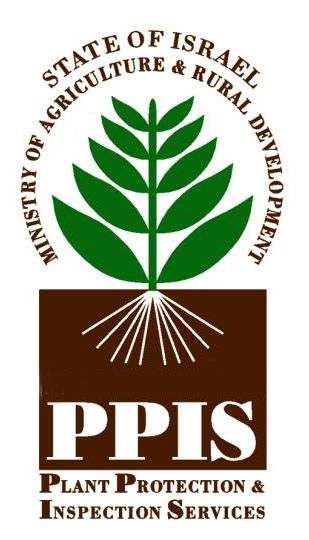 STATE OF ISRAEL
MINISTRY OF AGRICULTURE & RURAL DEVELOPMENT
PPIS
PLANT PROTECTION &
INSPECTION SERVICES